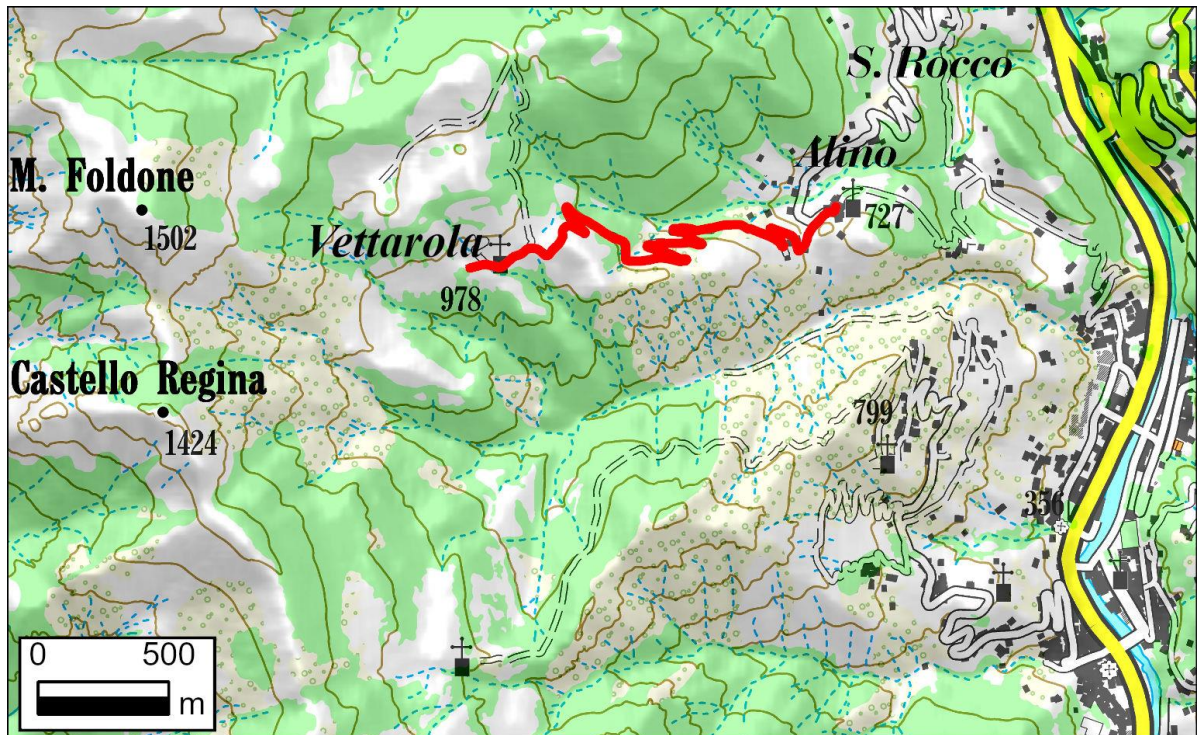 S. Rocco
Alino
M. Foldone
1502
727
Vettarola
978
Castello Regina
1424
799
356
0 500
m